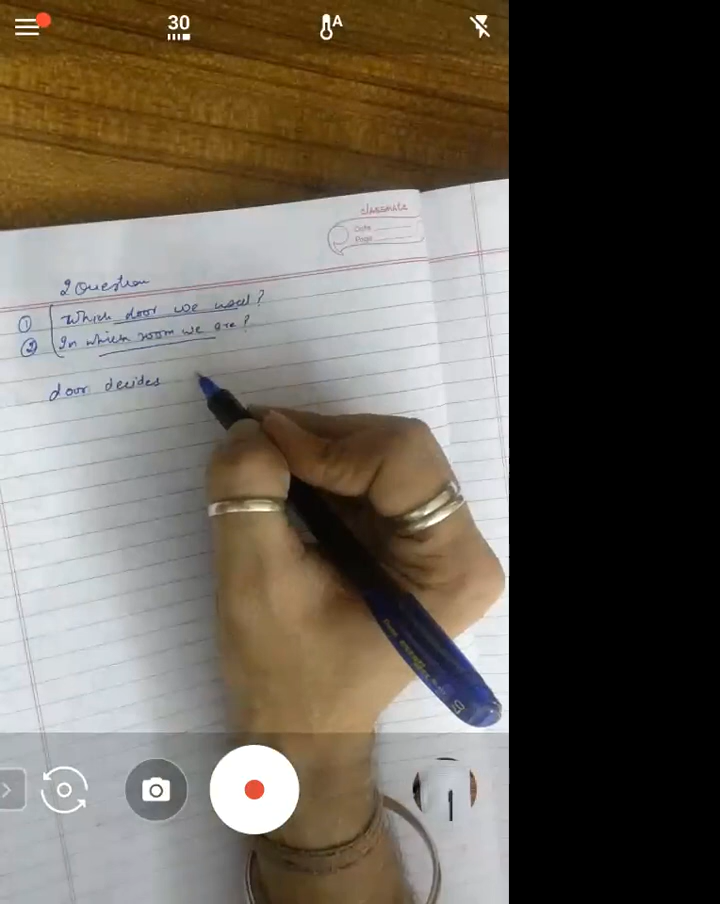 30
A
classmate
Date
Page
2 Question
① Which door we used?
② In which room we are?
door decides